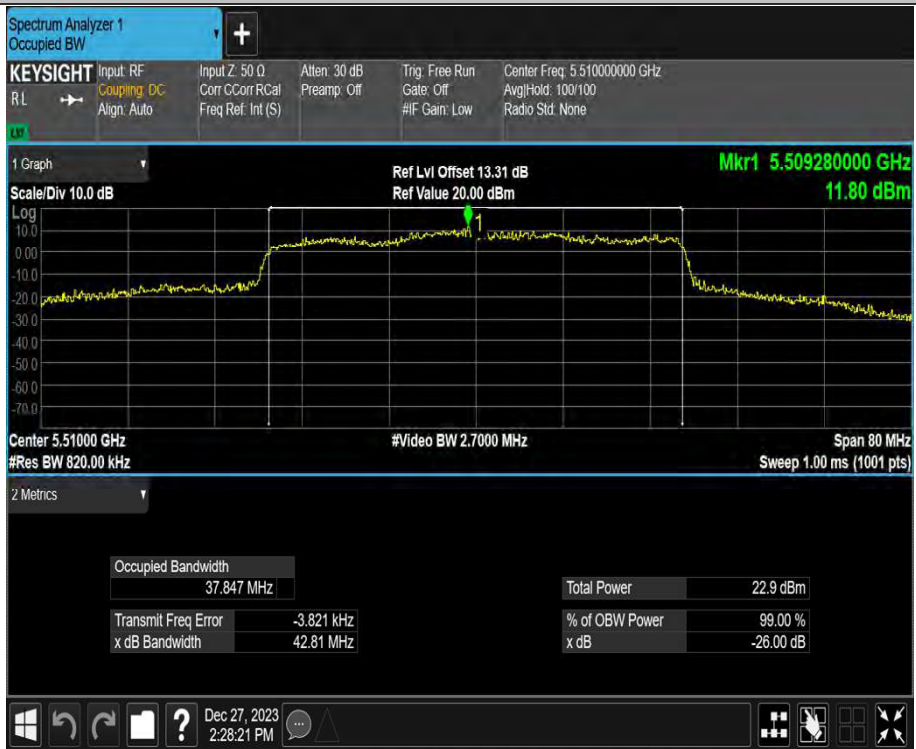 Spectrum Analyzer 1
Occupied BW
+
KEYSIGHT Input: RF Input Z: 50 Ω Atten: 30 dB Trig: Free Run Center Freq: 5.510000000 GHz
RL Coupling: DC Corr CCorr RCal Preamp: Off Gate: Off Avg|Hold: 100/100
Align: Auto Freq Ref: Int (S) #IF Gain: Low Radio Std: None
1 Graph
Ref Lvl Offset 13.31 dB Mkr1 5.509280000 GHz
Scale/Div 10.0 dB Ref Value 20.00 dBm 11.80 dBm
Log
10.0
1
0.00
-10.0
-20.0
-30.0
-40.0
-50.0
-60.0
-70.0
Center 5.51000 GHz #Video BW 2.7000 MHz Span 80 MHz
#Res BW 820.00 kHz Sweep 1.00 ms (1001 pts)
2 Metrics
Occupied Bandwidth
37.847 MHz Total Power 22.9 dBm
Transmit Freq Error -3.821 kHz % of OBW Power 99.00 %
x dB Bandwidth 42.81 MHz x dB -26.00 dB
? Dec 27, 2023
2:28:21 PM